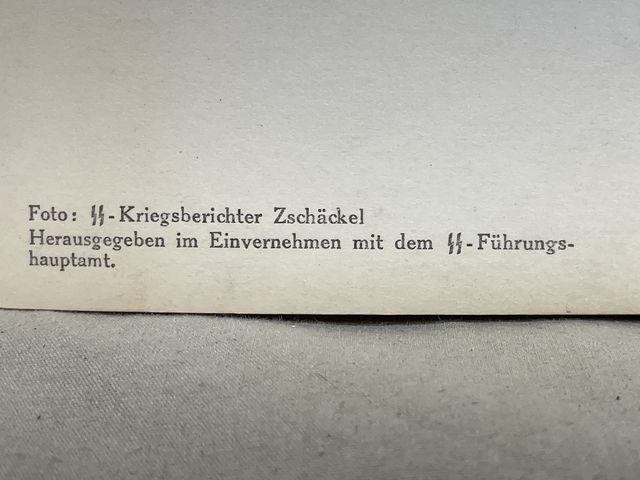 Foto: ᛋᛋ-Kriegsberichter Zschäckel
Herausgegeben im Einvernehmen mit dem ᛋᛋ-Führungs-
hauptamt.